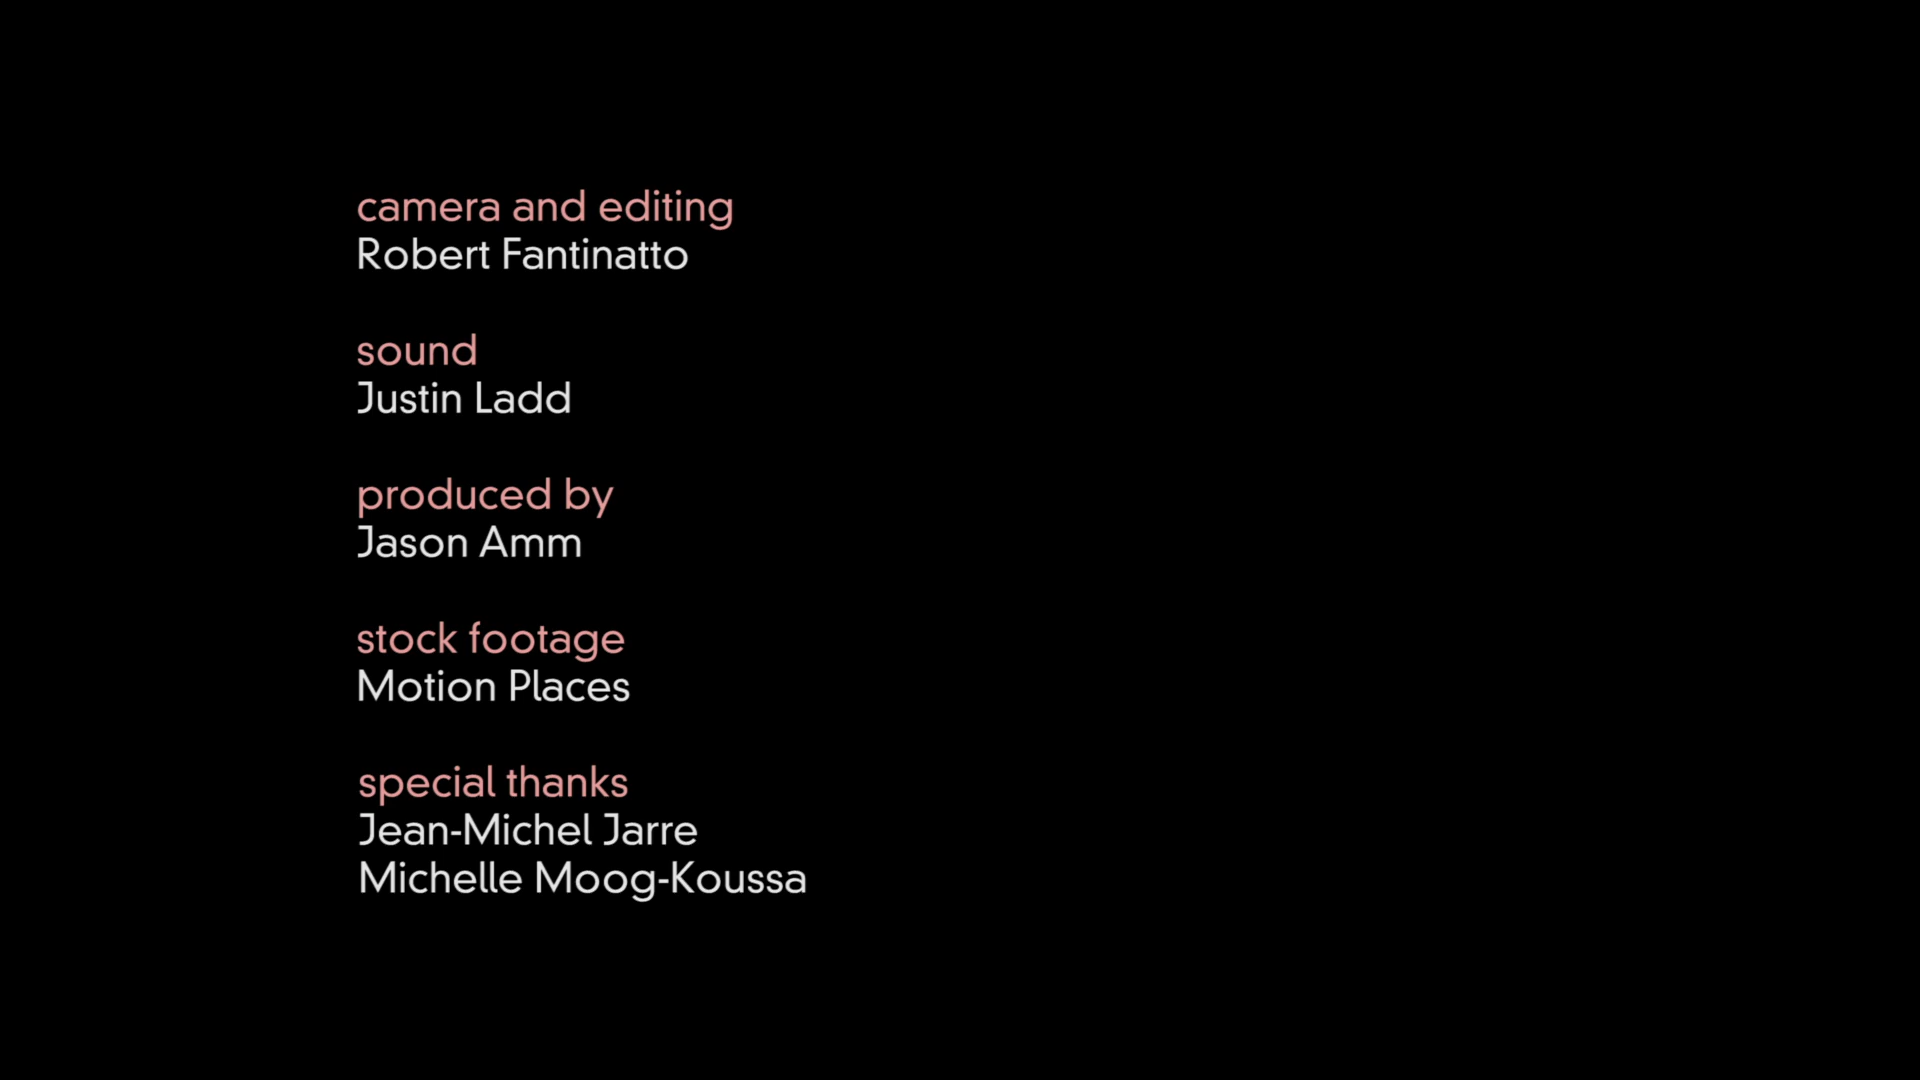 camera and editing
Robert Fantinatto
sound
Justin Ladd
produced by
Jason Amm
stock footage
Motion Places
special thanks
Jean-Michel Jarre
Michelle Moog-Koussa